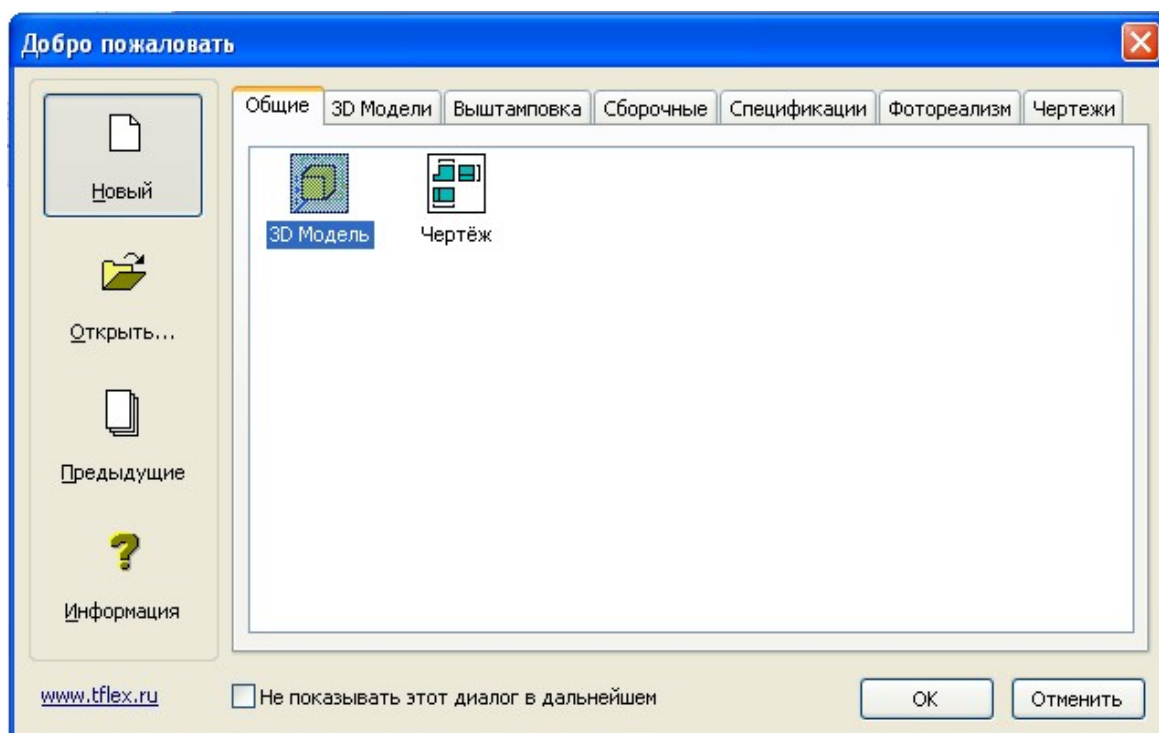 Добро пожаловать
Новый
Открыть...
Предыдущие
Информация
www.tflex.ru
Общие 3D Модели Выштамповка Сборочные Спецификации Фотореализм Чертежи
3D Модель Чертёж
Не показывать этот диалог в дальнейшем
ОК Отменить